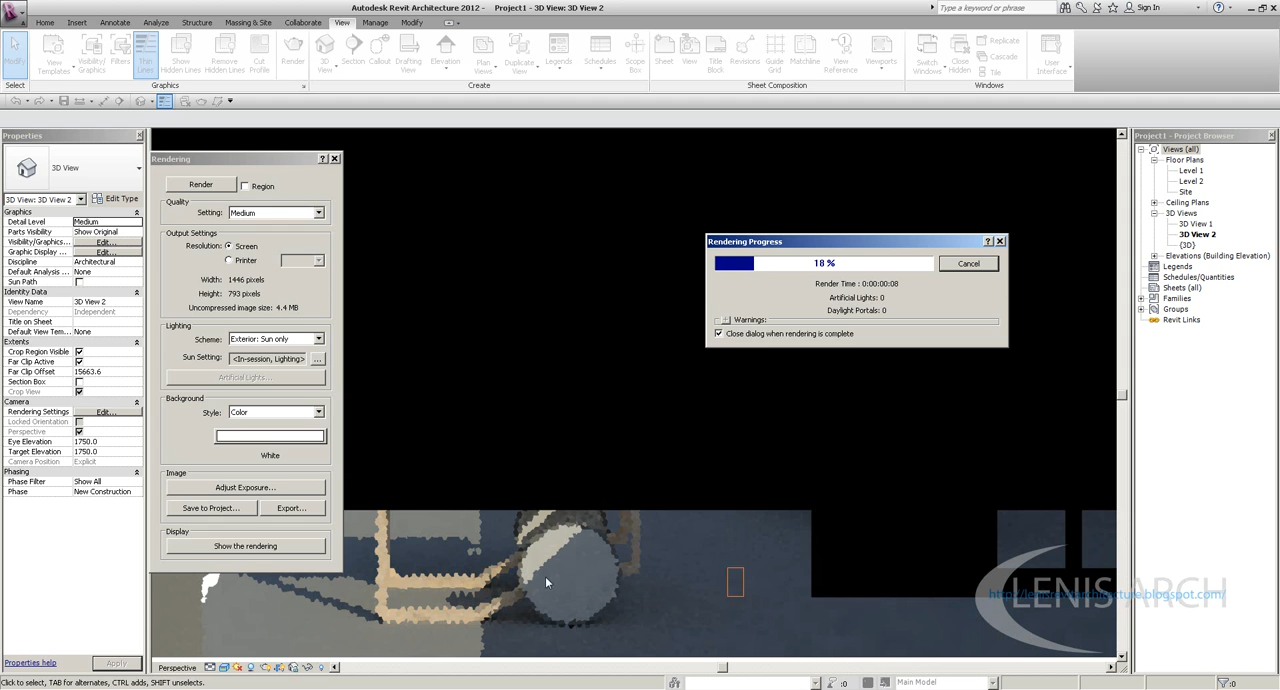 Autodesk Revit Architecture 2012 - Project1 - 3D View: 3D View 2
Type a keyword or phrase
Sign In
Home Insert Annotate Analyze Structure Massing & Site Collaborate View Manage Modify
Modify
View Templates
Visibility/ Graphics
Filters
Thin Lines
Show Hidden Lines
Remove Hidden Lines
Cut Profile
Render
3D View
Section
Callout
Drafting View
Elevation
Plan Views
Duplicate View
Legends
Schedules
Scope Box
Sheet
View
Title Block
Revisions
Guide Grid
Matchline
View Reference
Viewports
Switch Windows
Close Hidden
Replicate
Cascade
Tile
User Interface
Select Graphics Create Sheet Composition Windows
Properties
3D View
3D View: 3D View 2 Edit Type
Graphics
Detail Level Medium
Parts Visibility Show Original
Visibility/Graphics... Edit...
Graphic Display ... Edit...
Discipline Architectural
Default Analysis ... None
Sun Path
Identity Data
View Name 3D View 2
Dependency Independent
Title on Sheet
Default View Tem... None
Extents
Crop Region Visible
Far Clip Active
Far Clip Offset 15663.6
Section Box
Crop View
Camera
Rendering Settings Edit...
Locked Orientation
Perspective
Eye Elevation 1750.0
Target Elevation 1750.0
Camera Position Explicit
Phasing
Phase Filter Show All
Phase New Construction
Properties help Apply
Rendering
Render Region
Quality
Setting: Medium
Output Settings
Resolution: Screen
Printer
Width: 1446 pixels
Height: 793 pixels
Uncompressed image size: 4.4 MB
Lighting
Scheme: Exterior: Sun only
Sun Setting: <In-session, Lighting> ...
Artificial Lights...
Background
Style: Color
White
Image
Adjust Exposure...
Save to Project... Export...
Display
Show the rendering
Rendering Progress
18 % Cancel
Render Time : 0:00:00:08
Artificial Lights: 0
Daylight Portals: 0
Warnings:
Close dialog when rendering is complete
Project1 - Project Browser
Views (all)
Floor Plans
Level 1
Level 2
Site
Ceiling Plans
3D Views
3D View 1
3D View 2
{3D}
Elevations (Building Elevation)
Legends
Schedules/Quantities
Sheets (all)
Families
Groups
Revit Links
LENIS ARCH
http://lenisrevitarchitecture.blogspot.com/
Perspective
Click to select, TAB for alternates, CTRL adds, SHIFT unselects.
:0
Main Model
:0